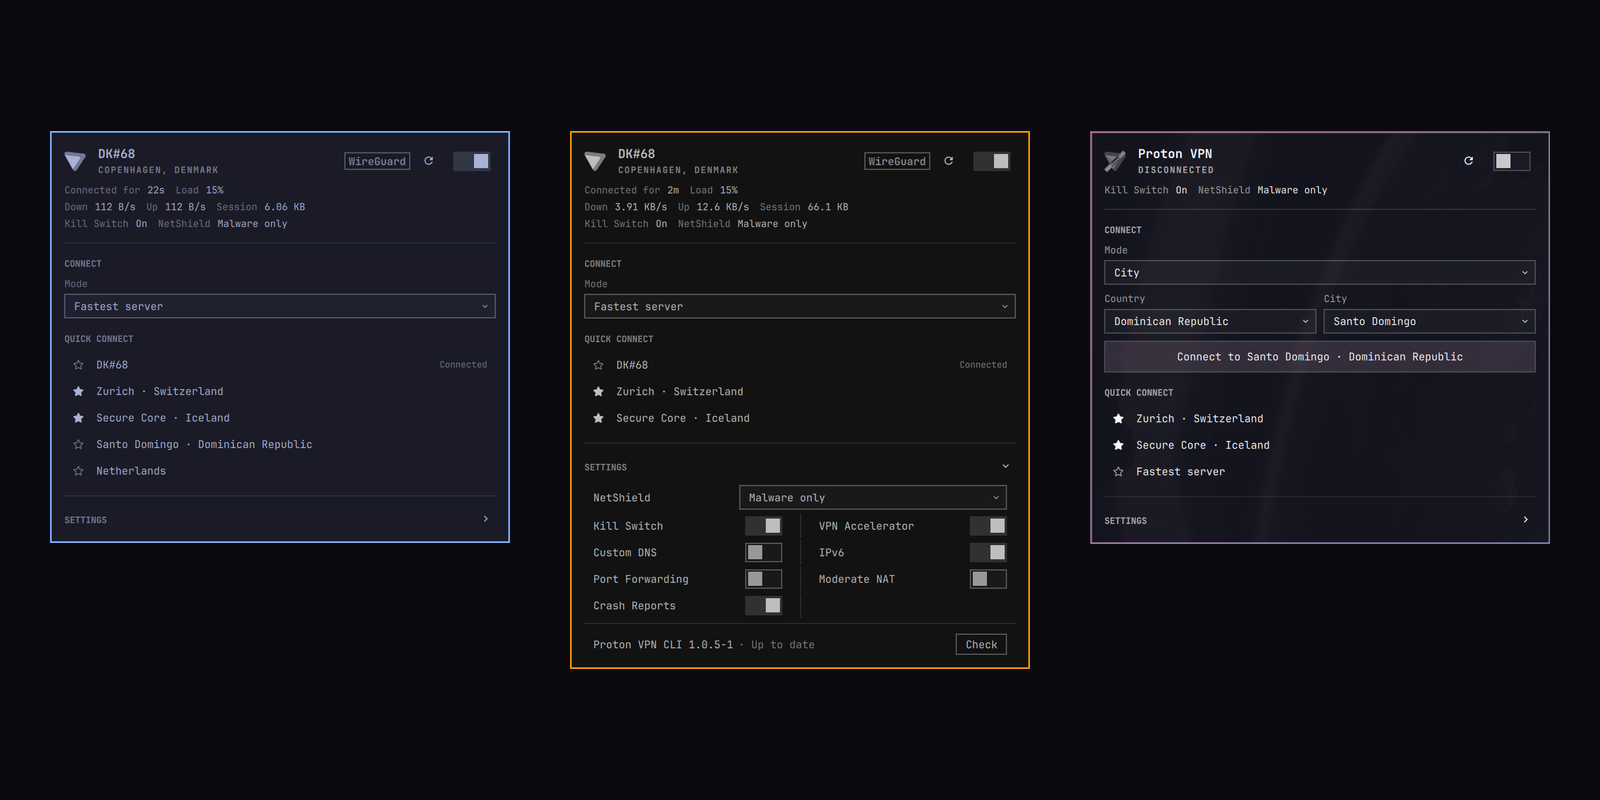 DK#68
COPENHAGEN, DENMARK
WireGuard
Connected for 22s Load 15%
Down 112 B/s Up 112 B/s Session 6.06 KB
Kill Switch On NetShield Malware only
CONNECT
Mode
Fastest server
QUICK CONNECT
DK#68 Connected
Zurich · Switzerland
Secure Core · Iceland
Santo Domingo · Dominican Republic
Netherlands
SETTINGS
DK#68
COPENHAGEN, DENMARK
WireGuard
Connected for 2m Load 15%
Down 3.91 KB/s Up 12.6 KB/s Session 66.1 KB
Kill Switch On NetShield Malware only
CONNECT
Mode
Fastest server
QUICK CONNECT
DK#68 Connected
Zurich · Switzerland
Secure Core · Iceland
SETTINGS
NetShield Malware only
Kill Switch VPN Accelerator
Custom DNS IPv6
Port Forwarding Moderate NAT
Crash Reports
Proton VPN CLI 1.0.5-1 · Up to date Check
Proton VPN
DISCONNECTED
Kill Switch On NetShield Malware only
CONNECT
Mode
City
Country City
Dominican Republic Santo Domingo
Connect to Santo Domingo · Dominican Republic
QUICK CONNECT
Zurich · Switzerland
Secure Core · Iceland
Fastest server
SETTINGS